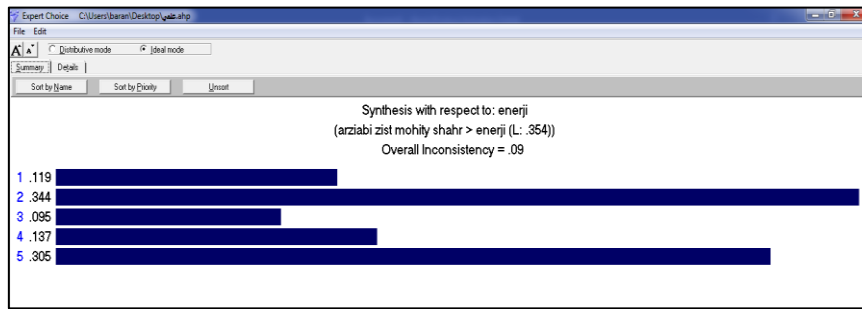 Expert Choice C:\Users\baran\Desktop\علمی.ahp
File Edit
A A Distributive mode Ideal mode
Summary Details
Sort by Name Sort by Priority Unsort
Synthesis with respect to: enerji
(arziabi zist mohity shahr > enerji (L: .354))
Overall Inconsistency = .09
1 .119
2 .344
3 .095
4 .137
5 .305